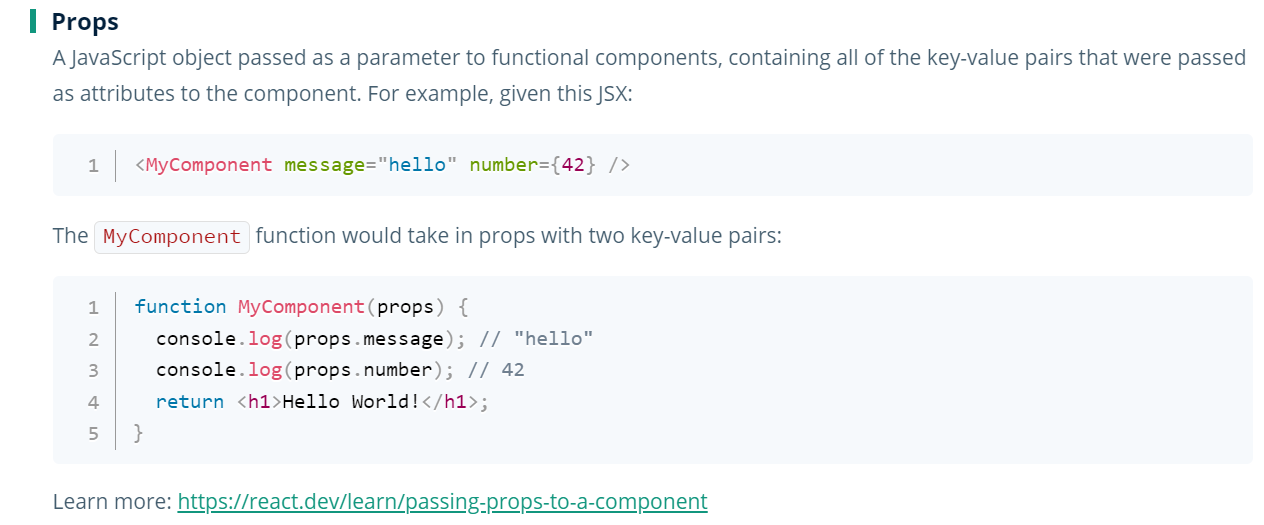 Props
A JavaScript object passed as a parameter to functional components, containing all of the key-value pairs that were passed
as attributes to the component. For example, given this JSX:
1 <MyComponent message="hello" number={42} />
The MyComponent function would take in props with two key-value pairs:
1 function MyComponent(props) {
2   console.log(props.message); // "hello"
3   console.log(props.number); // 42
4   return <h1>Hello World!</h1>;
5 }
Learn more: https://react.dev/learn/passing-props-to-a-component